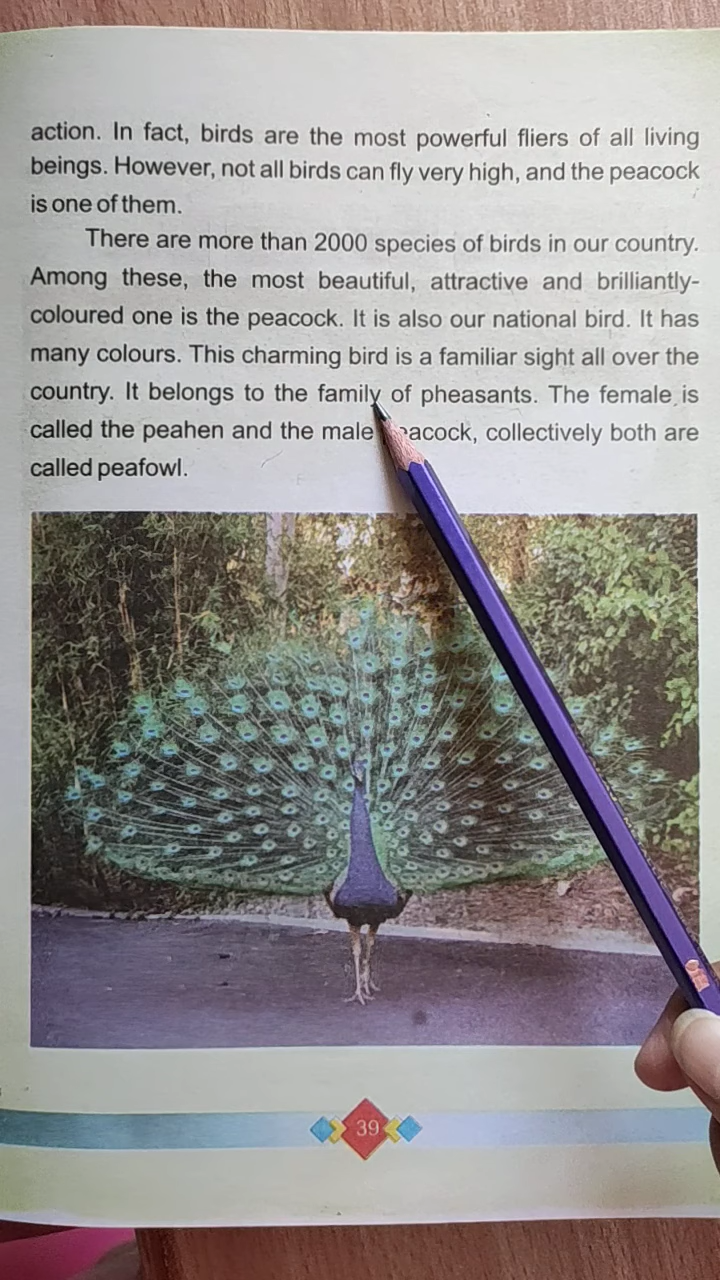 action. In fact, birds are the most powerful fliers of all living
beings. However, not all birds can fly very high, and the peacock
is one of them.
There are more than 2000 species of birds in our country.
Among these, the most beautiful, attractive and brilliantly-
coloured one is the peacock. It is also our national bird. It has
many colours. This charming bird is a familiar sight all over the
country. It belongs to the family of pheasants. The female is
called the peahen and the male peacock, collectively both are
called peafowl.
39